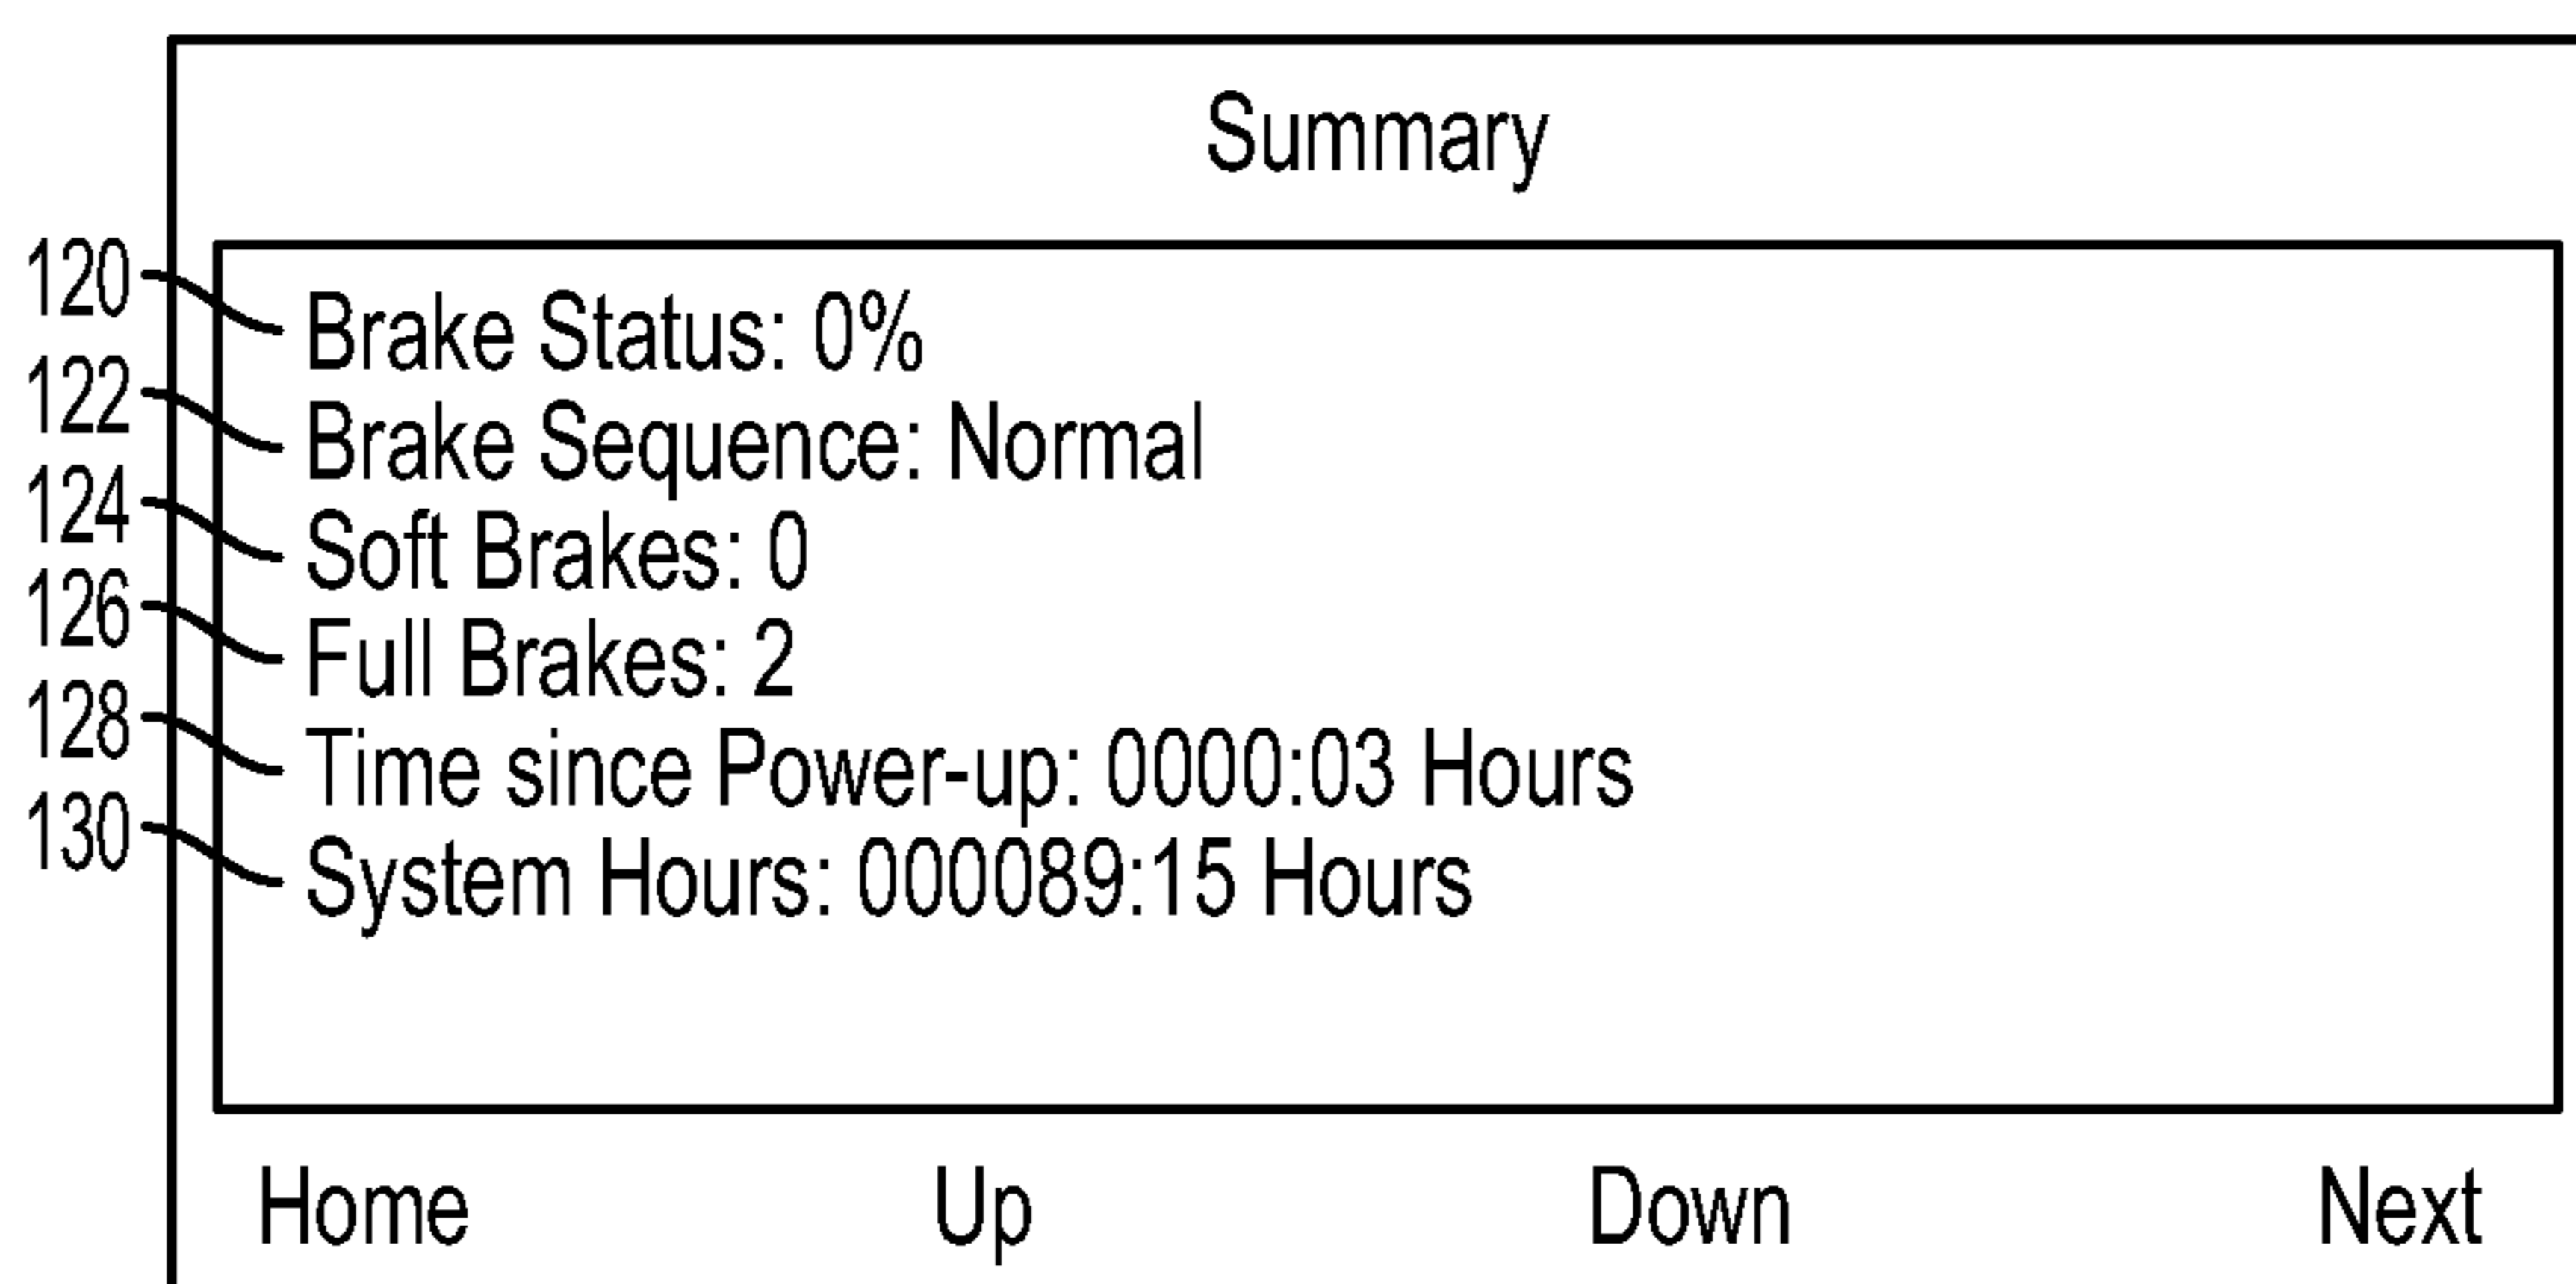 Summary
120 Brake Status: 0%
122 Brake Sequence: Normal
124 Soft Brakes: 0
126 Full Brakes: 2
128 Time since Power-up: 0000:03 Hours
130 System Hours: 000089:15 Hours
Home Up Down Next